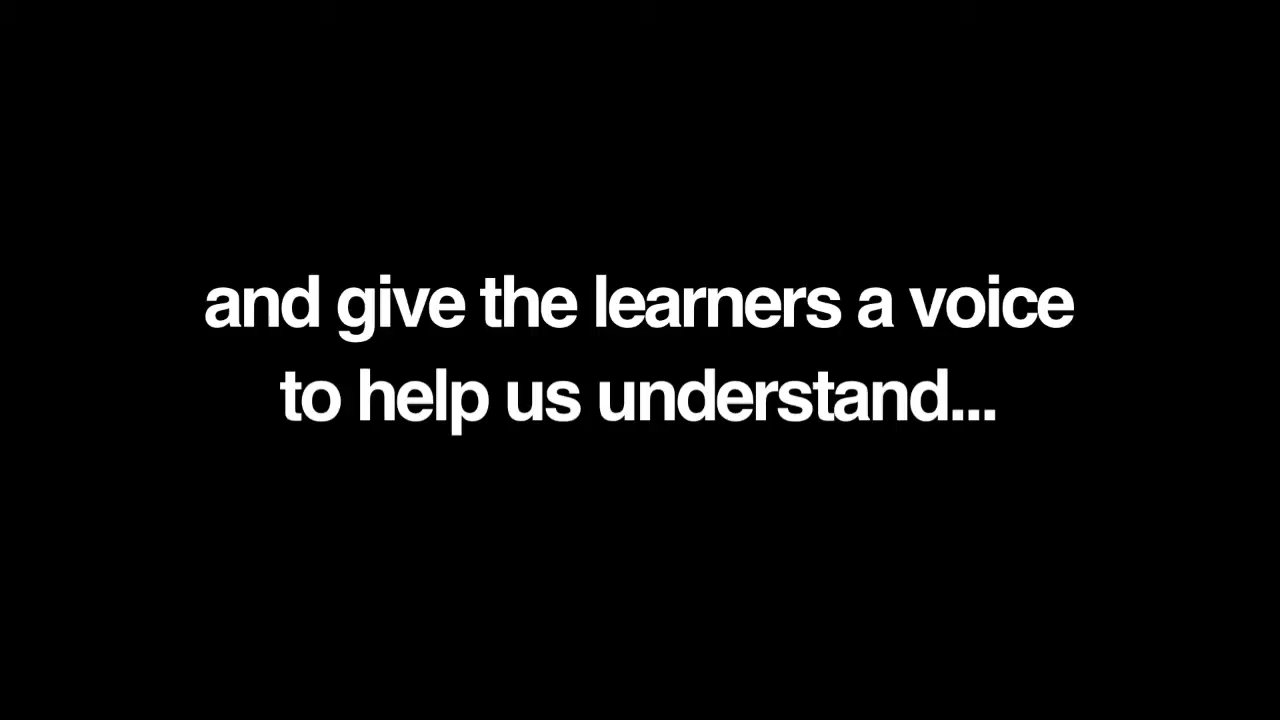 and give the learners a voice
to help us understand...